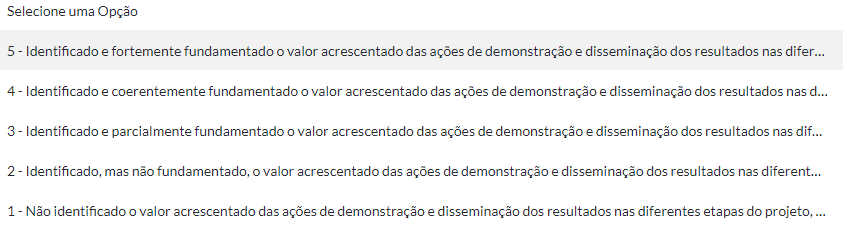 Selecione uma Opção
5 - Identificado e fortemente fundamentado o valor acrescentado das ações de demonstração e disseminação dos resultados nas difer...
4 - Identificado e coerentemente fundamentado o valor acrescentado das ações de demonstração e disseminação dos resultados nas d...
3 - Identificado e parcialmente fundamentado o valor acrescentado das ações de demonstração e disseminação dos resultados nas dif...
2 - Identificado, mas não fundamentado, o valor acrescentado das ações de demonstração e disseminação dos resultados nas diferent...
1 - Não identificado o valor acrescentado das ações de demonstração e disseminação dos resultados nas diferentes etapas do projeto, ...